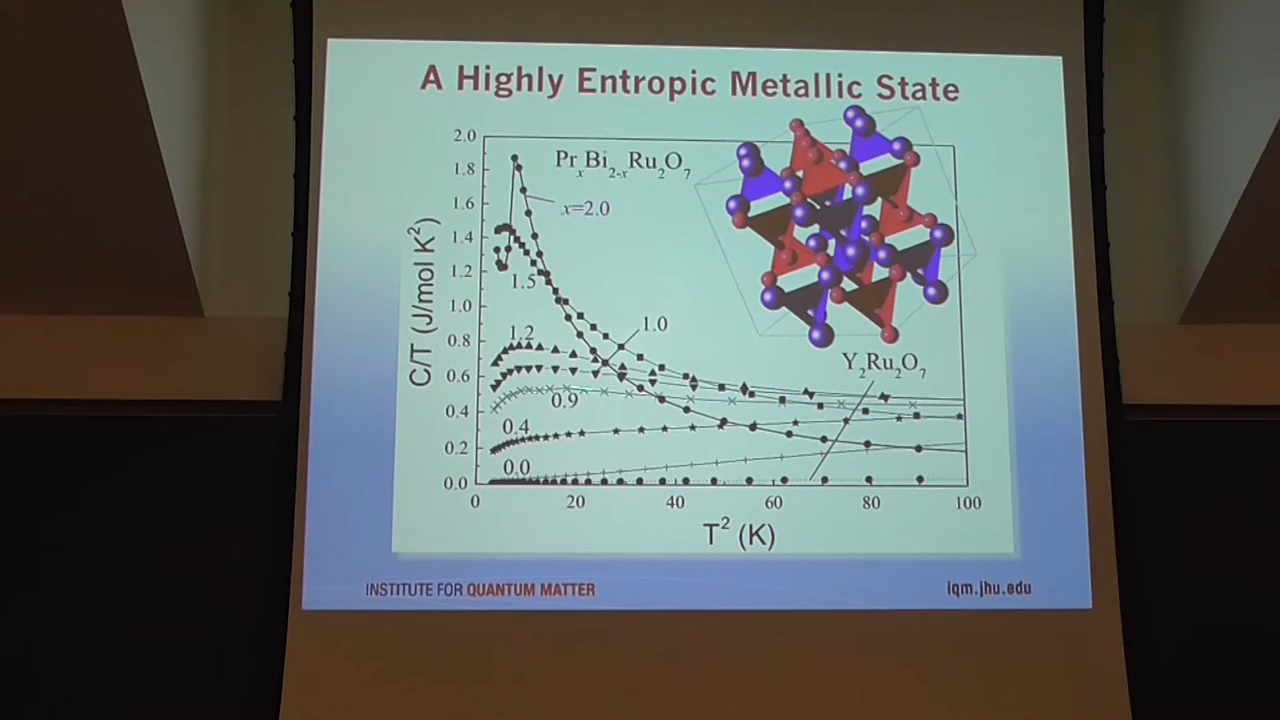 A Highly Entropic Metallic State
PrₓBi₂₋ₓRu₂O₇
x=2.0
1.5
1.2
1.0
0.9
0.4
0.0
Y₂Ru₂O₇
C/T (J/mol K²)
2.0
1.8
1.6
1.4
1.2
1.0
0.8
0.6
0.4
0.2
0.0
0 20 40 60 80 100
T² (K)
INSTITUTE FOR QUANTUM MATTER
iqm.jhu.edu